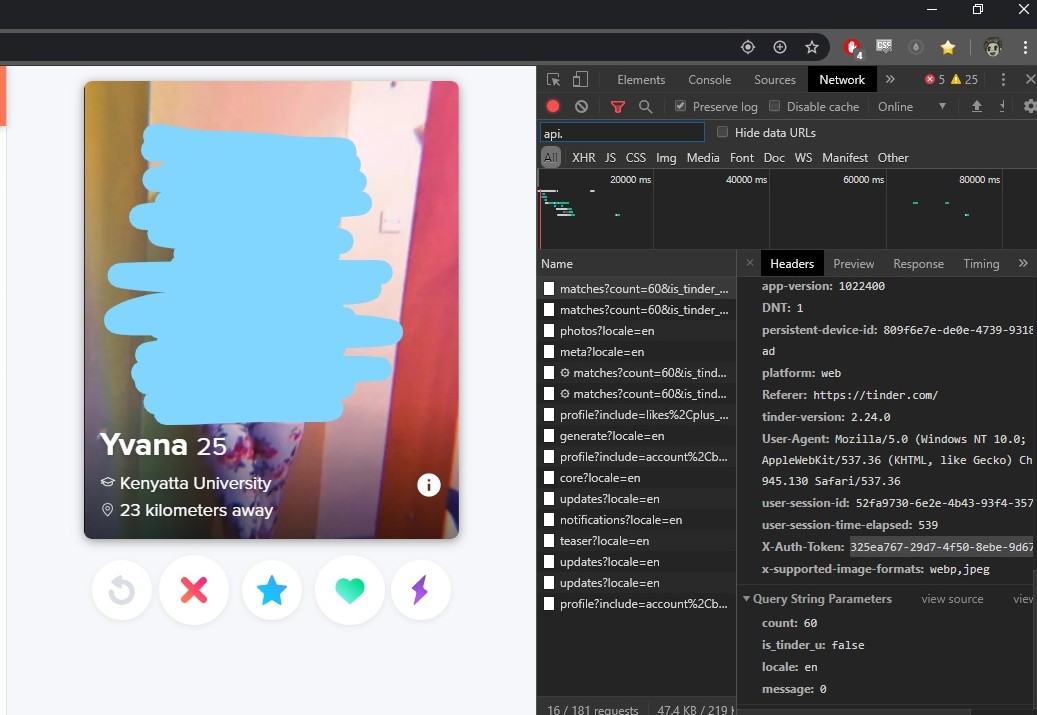 4
CSP
Elements
Console
Sources
Network
»
5
25
Preserve log
Disable cache
Online
api.
Hide data URLs
All
XHR
JS
CSS
Img
Media
Font
Doc
WS
Manifest
Other
20000 ms
40000 ms
60000 ms
80000 ms
Name
matches?count=60&is_tinder_...
matches?count=60&is_tinder_...
photos?locale=en
meta?locale=en
matches?count=60&is_tind...
matches?count=60&is_tind...
profile?include=likes%2Cplus_...
generate?locale=en
profile?include=account%2Cb...
core?locale=en
updates?locale=en
notifications?locale=en
teaser?locale=en
updates?locale=en
updates?locale=en
profile?include=account%2Cb...
16 / 181 requests
47.4 KB / 219
Headers
Preview
Response
Timing
»
app-version: 1022400
DNT: 1
persistent-device-id: 809f6e7e-de0e-4739-9318
ad
platform: web
Referer: https://tinder.com/
tinder-version: 2.24.0
User-Agent: Mozilla/5.0 (Windows NT 10.0;
AppleWebKit/537.36 (KHTML, like Gecko) Ch
945.130 Safari/537.36
user-session-id: 52fa9730-6e2e-4b43-93f4-357
user-session-time-elapsed: 539
X-Auth-Token: 325ea767-29d7-4f50-8ebe-9d67
x-supported-image-formats: webp,jpeg
Query String Parameters
view source
view
count: 60
is_tinder_u: false
locale: en
message: 0
Yvana 25
Kenyatta University
23 kilometers away